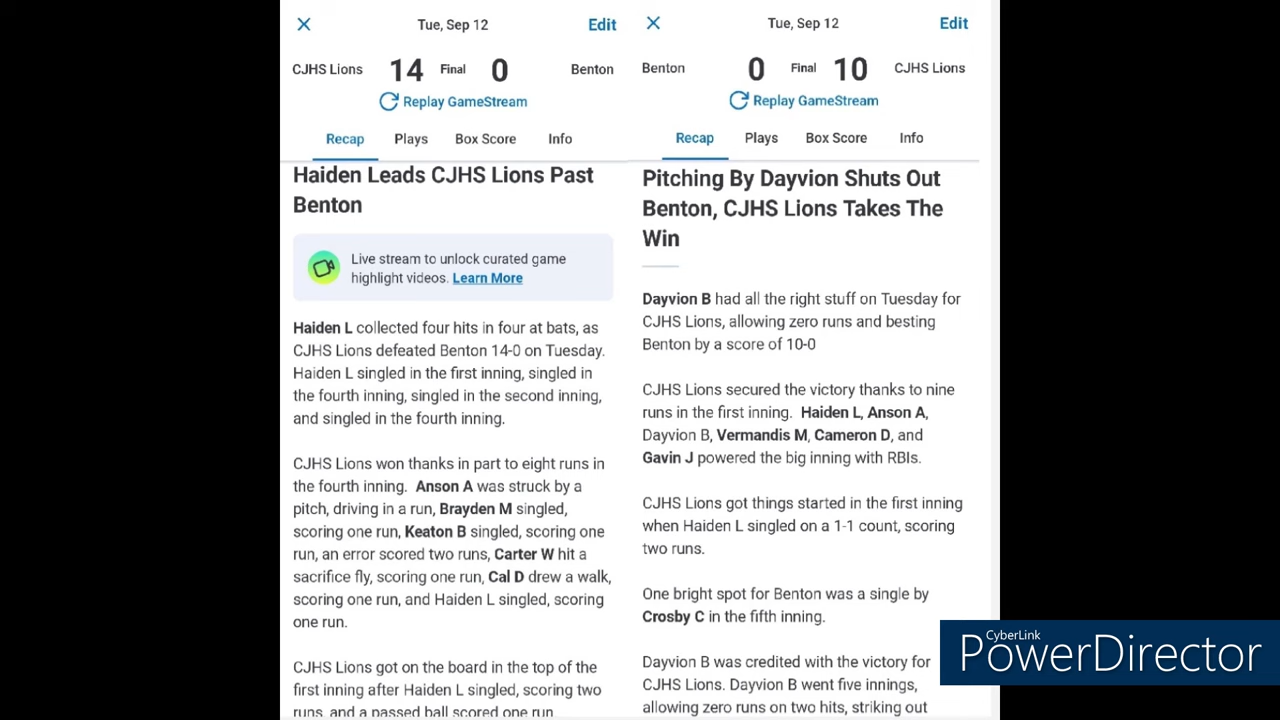 Tue, Sep 12
Edit
CJHS Lions 14 Final 0 Benton
Replay GameStream
Recap Plays Box Score Info
Haiden Leads CJHS Lions Past
Benton
Live stream to unlock curated game
highlight videos. Learn More
Haiden L collected four hits in four at bats, as
CJHS Lions defeated Benton 14-0 on Tuesday.
Haiden L singled in the first inning, singled in
the fourth inning, singled in the second inning,
and singled in the fourth inning.
CJHS Lions won thanks in part to eight runs in
the fourth inning. Anson A was struck by a
pitch, driving in a run, Brayden M singled,
scoring one run, Keaton B singled, scoring one
run, an error scored two runs, Carter W hit a
sacrifice fly, scoring one run, Cal D drew a walk,
scoring one run, and Haiden L singled, scoring
one run.
CJHS Lions got on the board in the top of the
first inning after Haiden L singled, scoring two
runs, and a passed ball scored one run.
Tue, Sep 12
Edit
Benton 0 Final 10 CJHS Lions
Replay GameStream
Recap Plays Box Score Info
Pitching By Dayvion Shuts Out
Benton, CJHS Lions Takes The
Win
Dayvion B had all the right stuff on Tuesday for
CJHS Lions, allowing zero runs and besting
Benton by a score of 10-0
CJHS Lions secured the victory thanks to nine
runs in the first inning. Haiden L, Anson A,
Dayvion B, Vermandis M, Cameron D, and
Gavin J powered the big inning with RBIs.
CJHS Lions got things started in the first inning
when Haiden L singled on a 1-1 count, scoring
two runs.
One bright spot for Benton was a single by
Crosby C in the fifth inning.
Dayvion B was credited with the victory for
CJHS Lions. Dayvion B went five innings,
allowing zero runs on two hits, striking out
CyberLink
PowerDirector